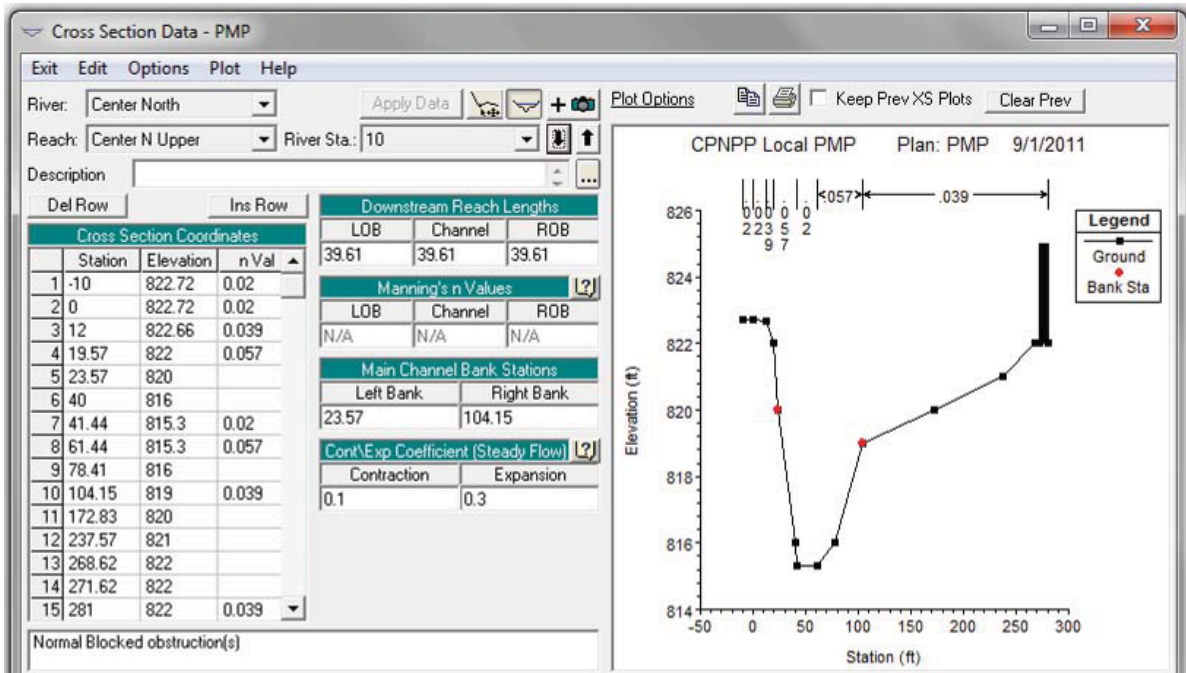 Cross Section Data - PMP
Exit Edit Options Plot Help
River: Center North Apply Data
Reach: Center N Upper River Sta.: 10
Description ...
Del Row Ins Row
Cross Section Coordinates
Station Elevation n Val
1 -10 822.72 0.02
2 0 822.72 0.02
3 12 822.66 0.039
4 19.57 822 0.057
5 23.57 820
6 40 816
7 41.44 815.3 0.02
8 61.44 815.3 0.057
9 78.41 816
10 104.15 819 0.039
11 172.83 820
12 237.57 821
13 268.62 822
14 271.62 822
15 281 822 0.039
Downstream Reach Lengths
LOB Channel ROB
39.61 39.61 39.61
Manning's n Values
LOB Channel ROB
N/A N/A N/A
Main Channel Bank Stations
Left Bank Right Bank
23.57 104.15
Cont\Exp Coefficient (Steady Flow)
Contraction Expansion
0.1 0.3
Normal Blocked obstruction(s)
Plot Options Keep Prev XS Plots Clear Prev
CPNPP Local PMP Plan: PMP 9/1/2011
.02 .02 .039 .057 .02 .057 .039
826
824
822
820
818
816
814
-50 0 50 100 150 200 250 300
Elevation (ft)
Station (ft)
Legend
Ground
Bank Sta